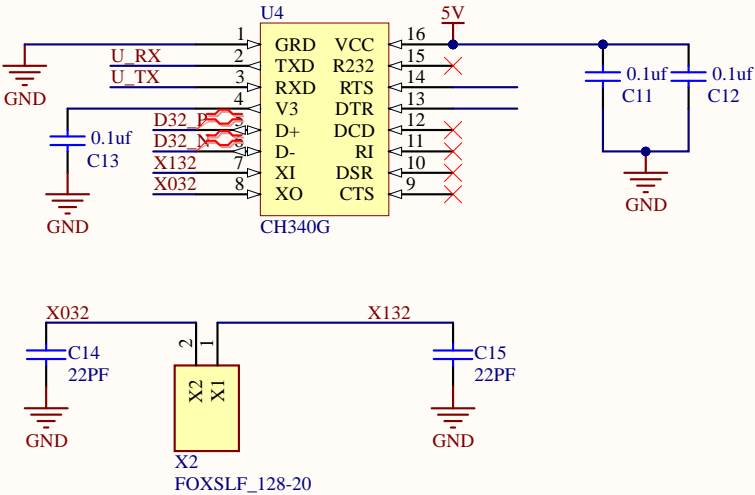 U4
5V
1 GRD VCC 16
U_RX 2 TXD R232 15
U_TX 3 RXD RTS 14
4 V3 DTR 13
D32_P 5 D+ DCD 12
D32_N 6 D- RI 11
X132 7 XI DSR 10
X032 8 XO CTS 9
CH340G
GND
0.1uf
C13
GND
0.1uf
C11
0.1uf
C12
GND
X032
X132
2
1
C14
22PF
GND
X2
X1
C15
22PF
GND
X2
FOXSLF_128-20